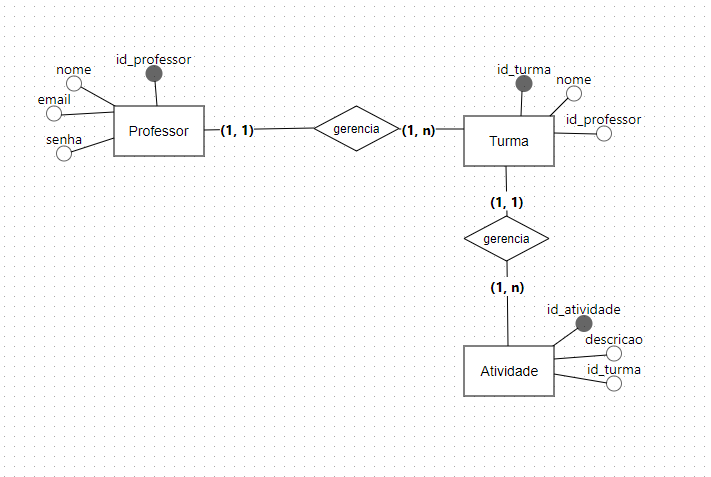 id_professor
nome
email
senha
Professor
(1, 1)
gerencia
(1, n)
id_turma
nome
id_professor
Turma
(1, 1)
gerencia
(1, n)
id_atividade
descricao
id_turma
Atividade